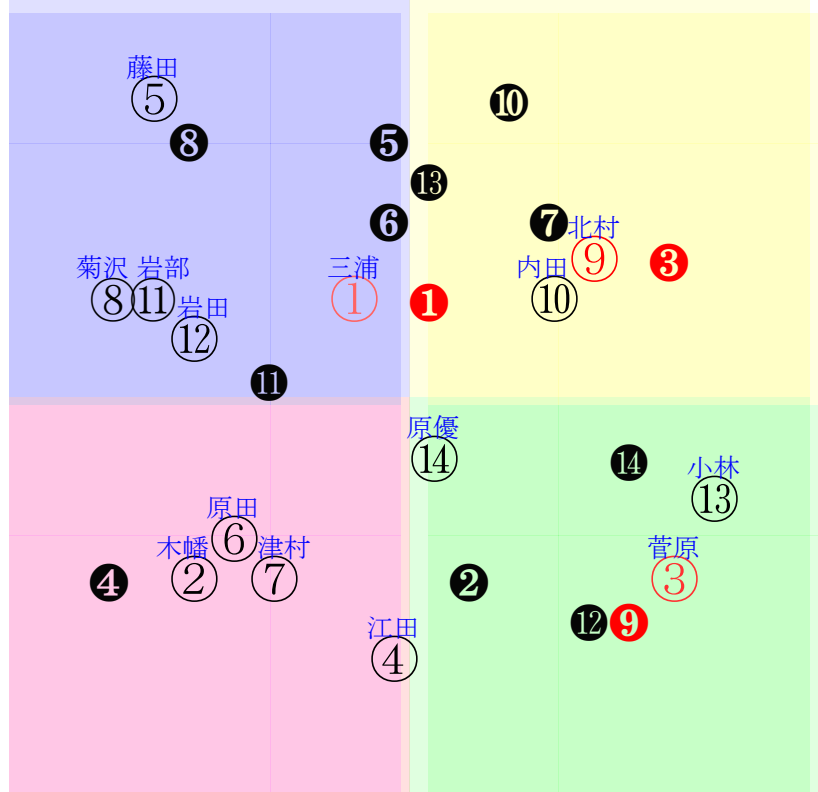 藤田
⑤
❿
❽
❺
⓭
❻
❼
北村
⑨
❸
菊沢 岩部
⑧⑪
岩田
⑫
三浦
①
❶
内田
⑩
⓫
原優
⑭
⓮
小林
⑬
原田
⑥
木幡
②
津村
⑦
❹
❷
菅原
③
⓬
❾
江田
④